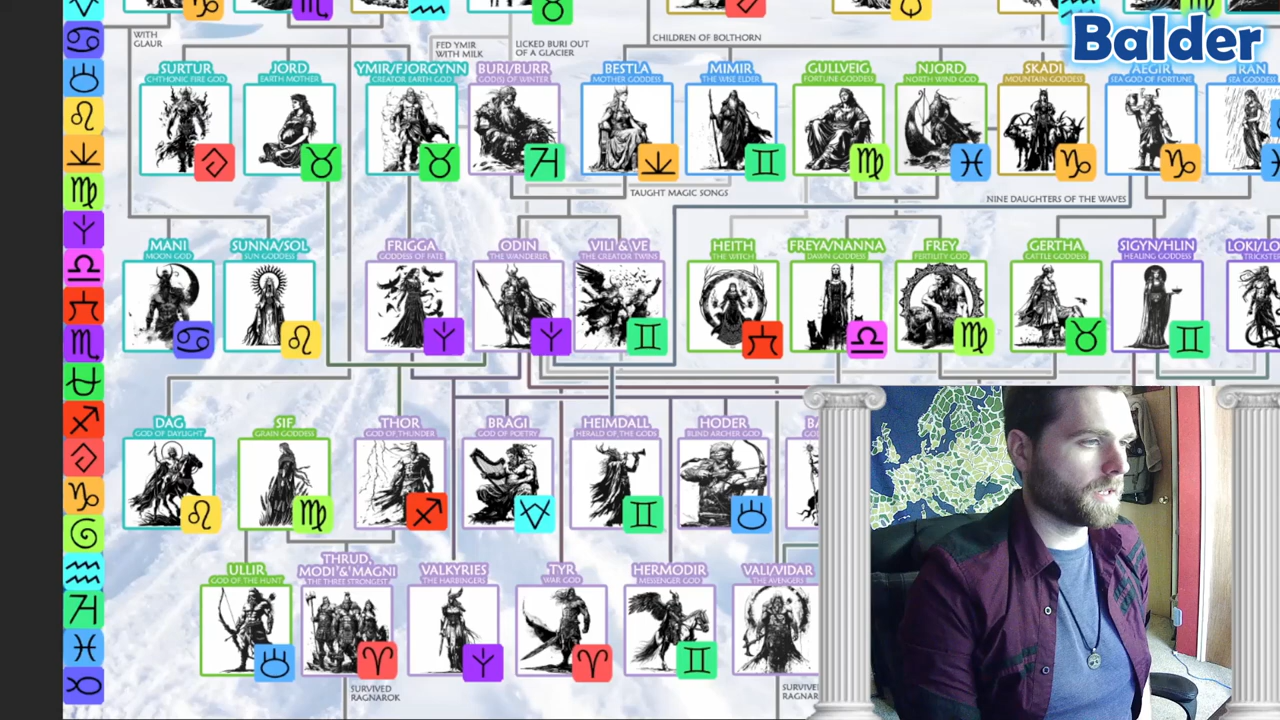 Balder
WITH
GLAUR
FED YMIR
WITH MILK
LICKED BURI OUT
OF A GLACIER
CHILDREN OF BOLTHORN
SURTUR
CHTHONIC FIRE GOD
JORD
EARTH MOTHER
YMIR/FJORGYNN
CREATOR EARTH GOD
BURI/BURR
GOD(S) OF WINTER
BESTLA
MOTHER GODDESS
MIMIR
THE WISE ELDER
GULLVEIG
FORTUNE GODDESS
NJORD
NORTH WIND GOD
SKADI
MOUNTAIN GODDESS
AEGIR
SEA GOD OF FORTUNE
RAN
SEA GODDESS
TAUGHT MAGIC SONGS
NINE DAUGHTERS OF THE WAVES
MANI
MOON GOD
SUNNA/SOL
SUN GODDESS
FRIGGA
GODDESS OF FATE
ODIN
THE WANDERER
VILI & VE
THE CREATOR TWINS
HEITH
THE WITCH
FREYA/NANNA
DAWN GODDESS
FREY
FERTILITY GOD
GERTHA
CATTLE GODDESS
SIGYN/HLIN
HEALING GODDESS
LOKI/LO
TRICKSTER
DAG
GOD OF DAYLIGHT
SIF
GRAIN GODDESS
THOR
GOD OF THUNDER
BRAGI
GOD OF POETRY
HEIMDALL
HERALD OF THE GODS
HODER
BLIND ARCHER GOD
BA
ULLIR
GOD OF THE HUNT
THRUD,
MODI & MAGNI
THE THREE STRONGEST
VALKYRIES
THE HARBINGERS
TYR
WAR GOD
HERMODIR
MESSENGER GOD
VALI/VIDAR
THE AVENGERS
SURVIVED
RAGNAROK
SURVIVE
RAGNAR